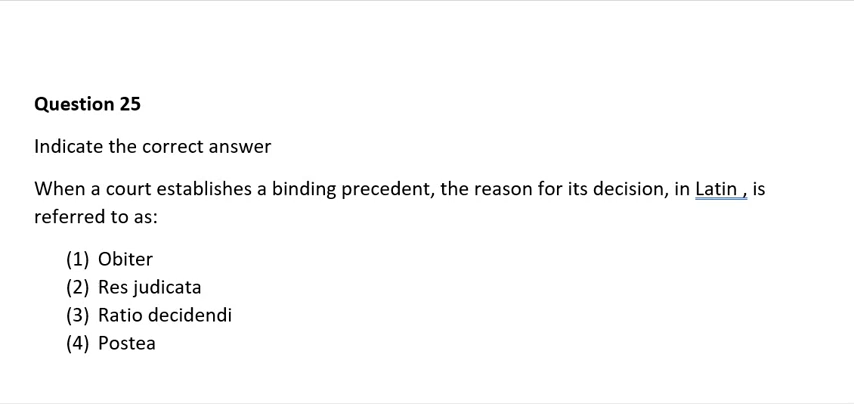 Question 25
Indicate the correct answer
When a court establishes a binding precedent, the reason for its decision, in Latin , is
referred to as:
(1) Obiter
(2) Res judicata
(3) Ratio decidendi
(4) Postea